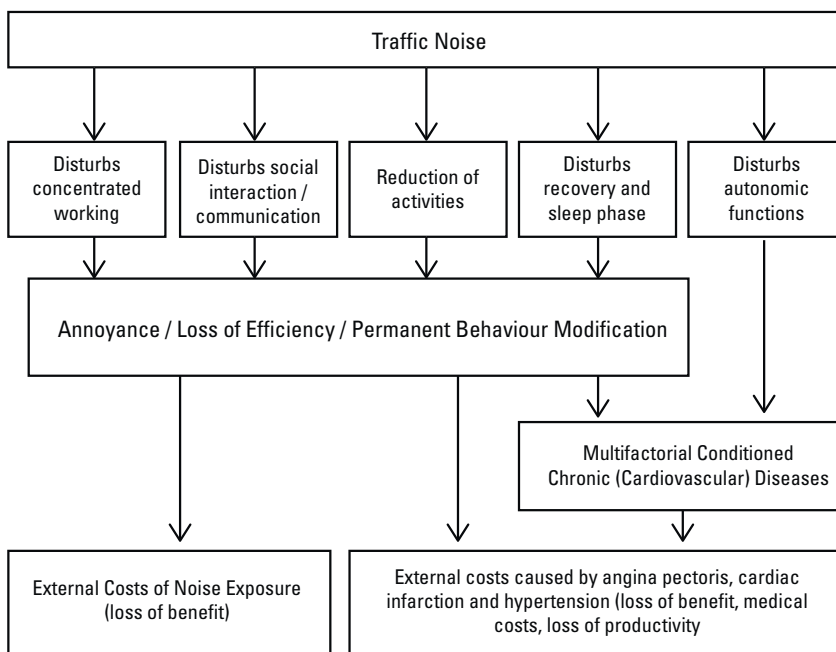 Traffic Noise
Disturbs
concentrated
working
Disturbs social
interaction /
communication
Reduction of
activities
Disturbs
recovery and
sleep phase
Disturbs
autonomic
functions
Annoyance / Loss of Efficiency / Permanent Behaviour Modification
Multifactorial Conditioned
Chronic (Cardiovascular) Diseases
External Costs of Noise Exposure
(loss of benefit)
External costs caused by angina pectoris, cardiac
infarction and hypertension (loss of benefit, medical
costs, loss of productivity